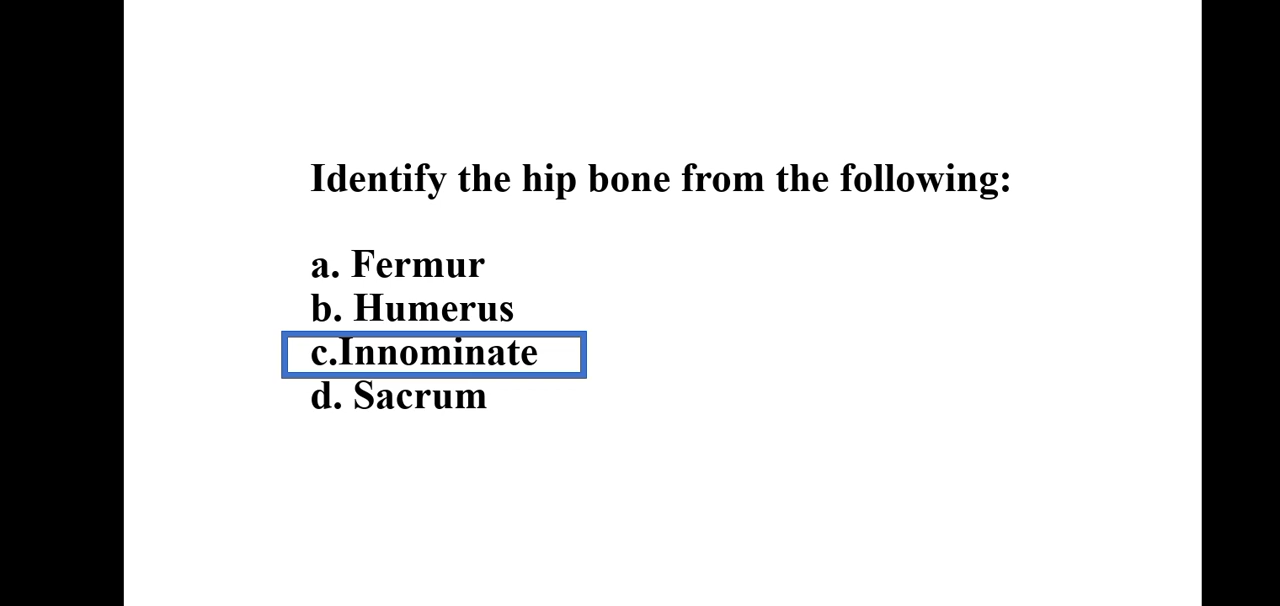 Identify the hip bone from the following:
a. Fermur
b. Humerus
c.Innominate
d. Sacrum